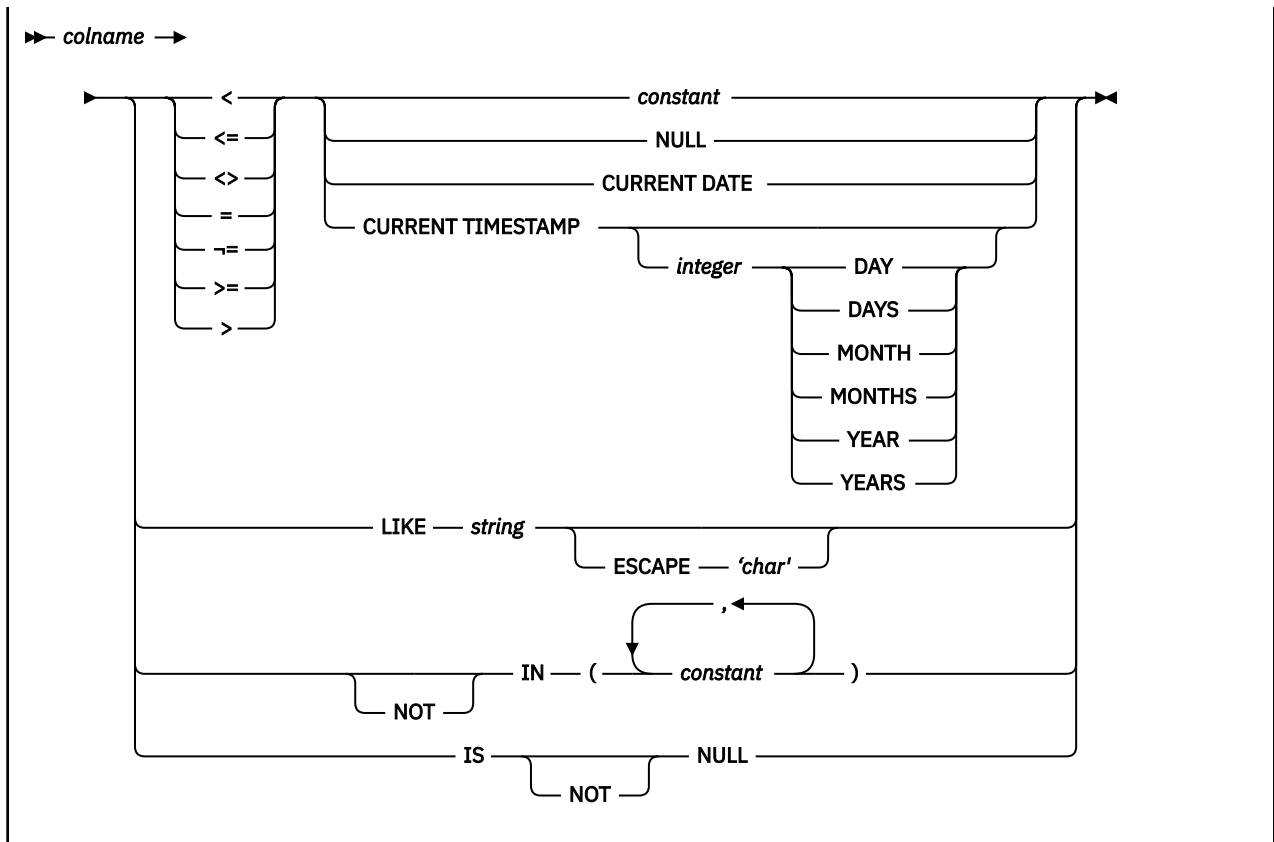 colname
< constant
<= NULL
<> CURRENT DATE
= CURRENT TIMESTAMP
¬= integer DAY
>= DAYS
> MONTH
MONTHS
YEAR
YEARS
LIKE string
ESCAPE ‘char'
,
IN ( constant )
NOT
IS NULL
NOT